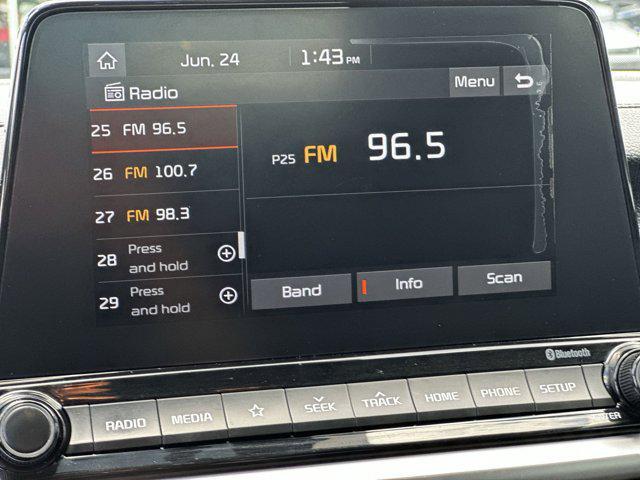 Jun. 24 1:43 PM
Radio Menu
25 FM 96.5
26 FM 100.7
27 FM 98.3
28 Press and hold
29 Press and hold
P25 FM 96.5
Band Info Scan
Bluetooth
RADIO MEDIA SEEK TRACK HOME PHONE SETUP